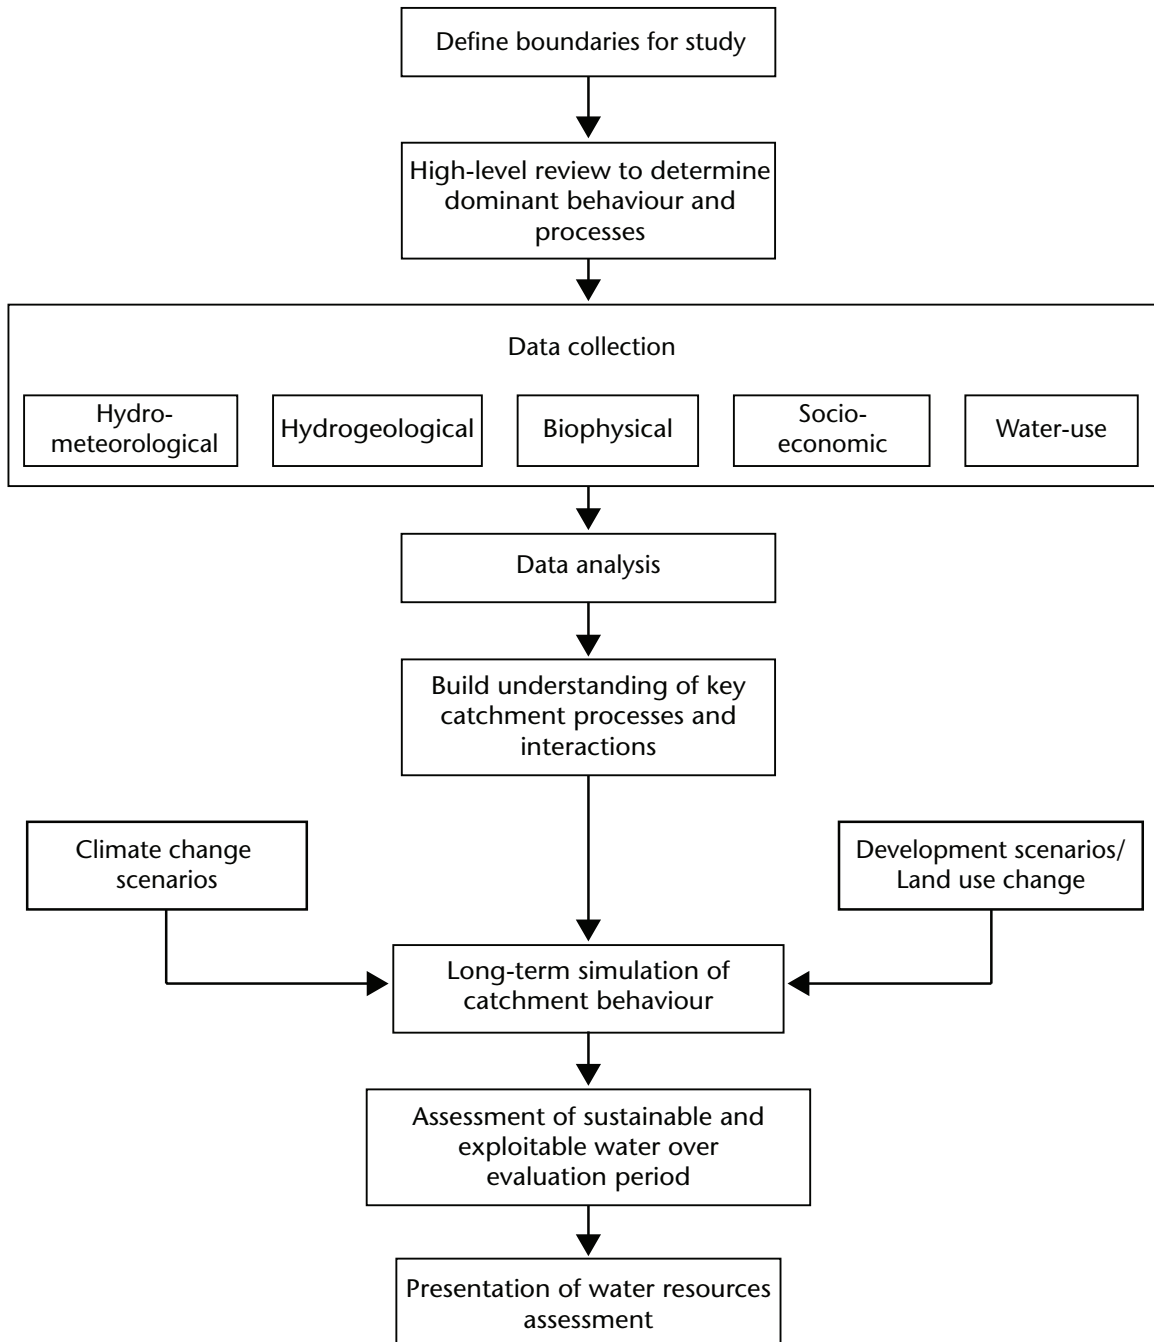 Define boundaries for study
High-level review to determine
dominant behaviour and
processes
Data collection
Hydro-
meteorological
Hydrogeological
Biophysical
Socio-
economic
Water-use
Data analysis
Build understanding of key
catchment processes and
interactions
Climate change
scenarios
Development scenarios/
Land use change
Long-term simulation of
catchment behaviour
Assessment of sustainable and
exploitable water over
evaluation period
Presentation of water resources
assessment